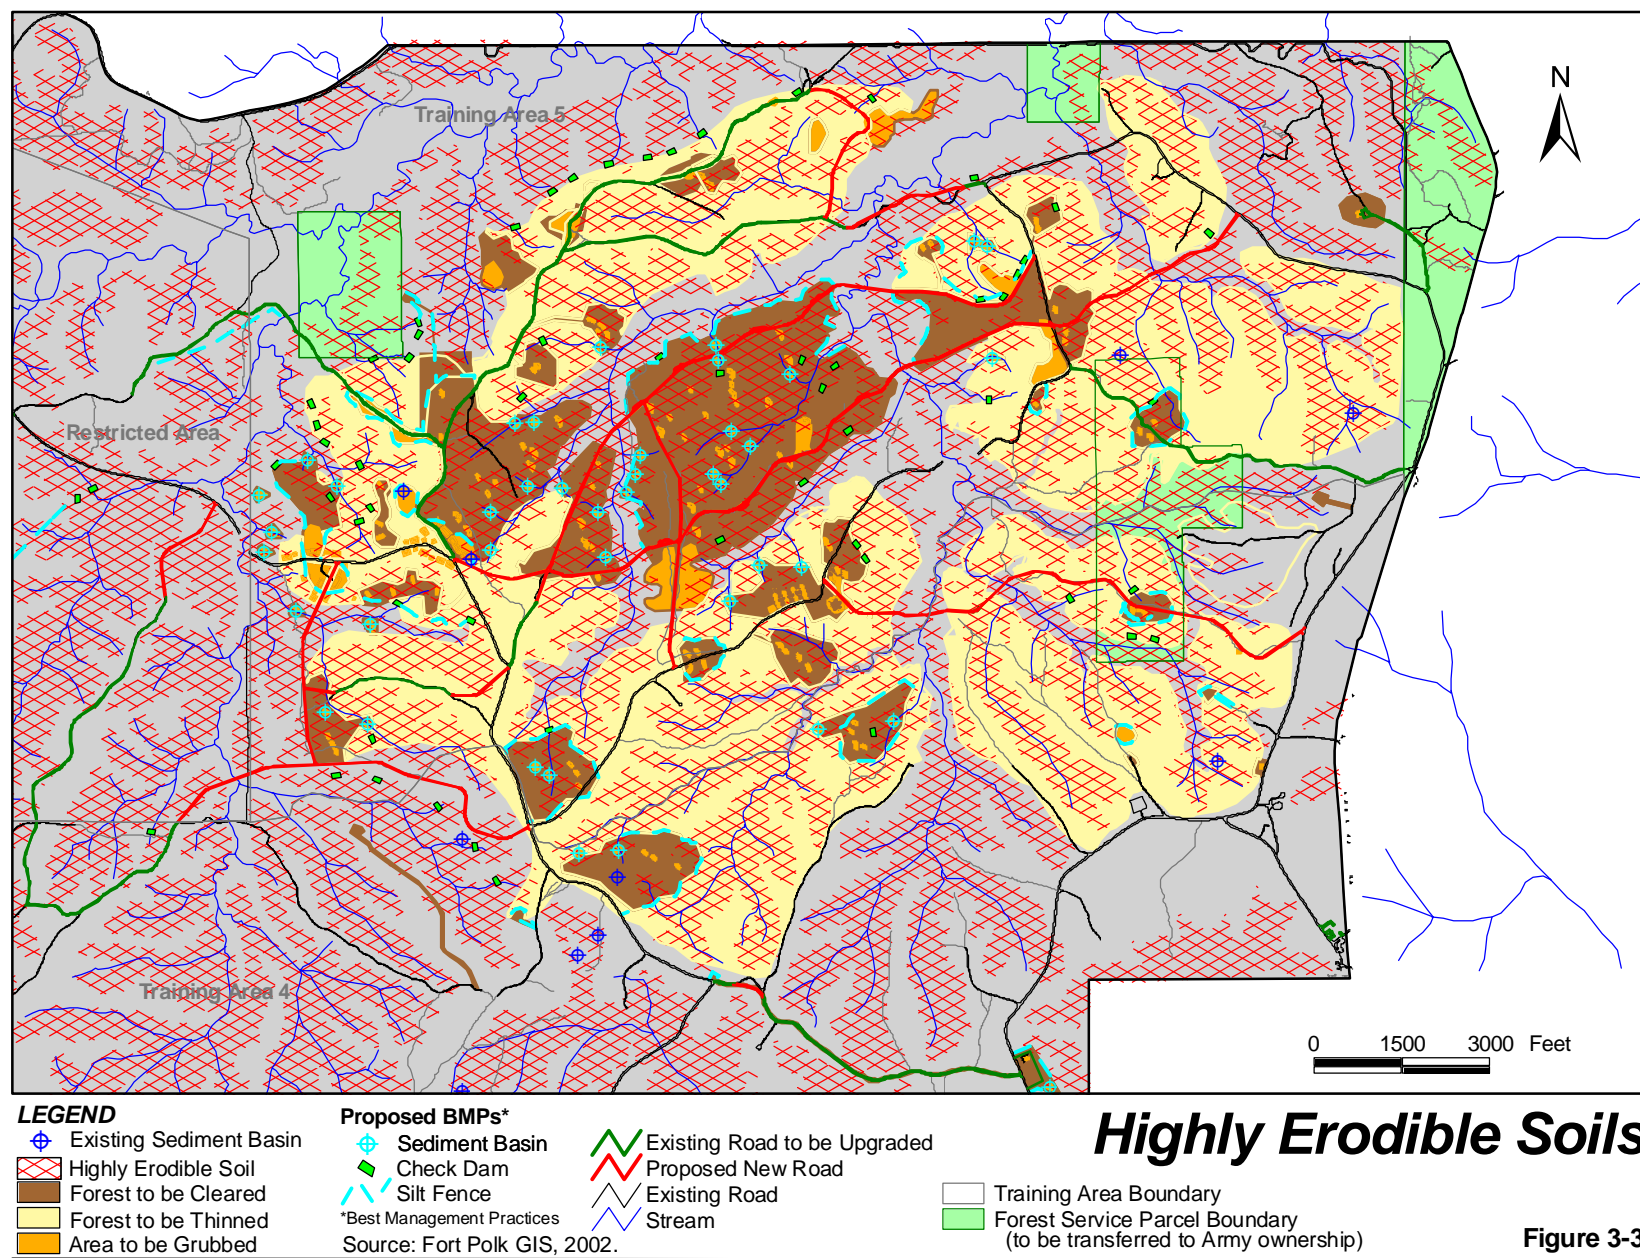 Training Area 5
N
Restricted Area
Training Area 4
0 1500 3000 Feet
LEGEND
Existing Sediment Basin
Highly Erodible Soil
Forest to be Cleared
Forest to be Thinned
Area to be Grubbed
Proposed BMPs*
Sediment Basin
Check Dam
Silt Fence
*Best Management Practices
Source: Fort Polk GIS, 2002.
Existing Road to be Upgraded
Proposed New Road
Existing Road
Stream
Highly Erodible Soils
Training Area Boundary
Forest Service Parcel Boundary
(to be transferred to Army ownership)
Figure 3-3